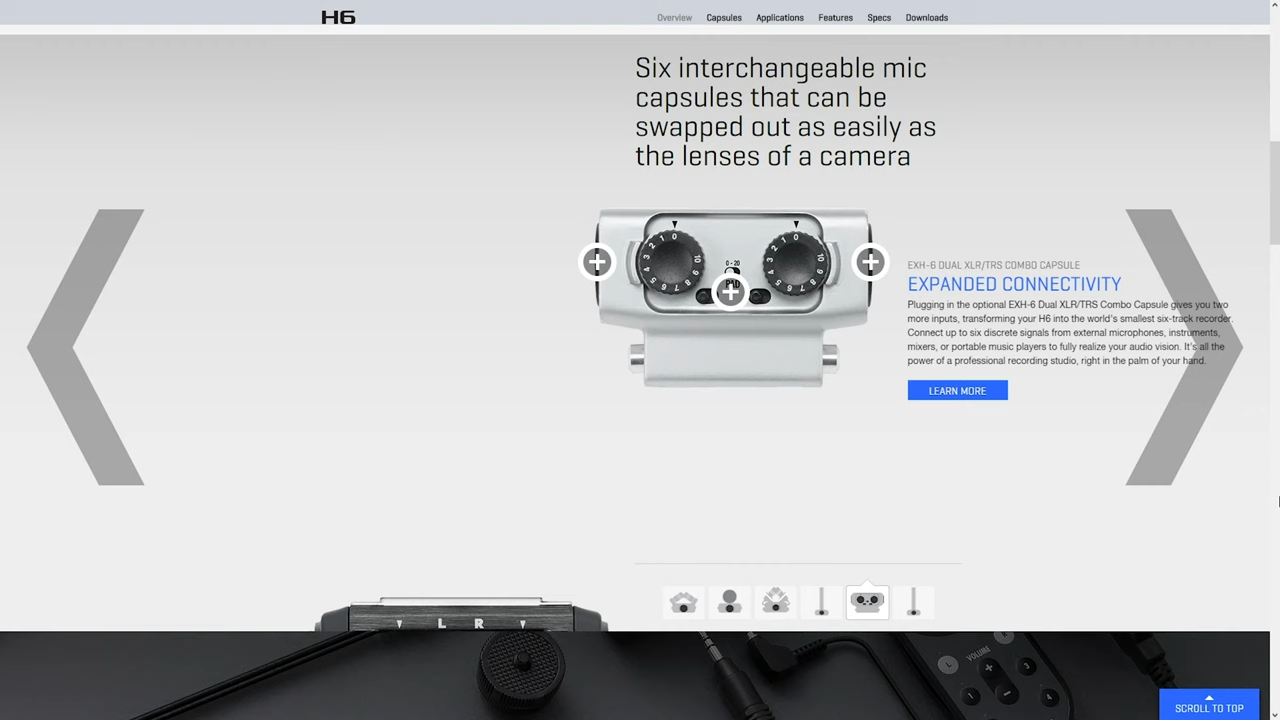 H6
Overview Capsules Applications Features Specs Downloads
Six interchangeable mic
capsules that can be
swapped out as easily as
the lenses of a camera
0 - 20
EXH-6 DUAL XLR/TRS COMBO CAPSULE
EXPANDED CONNECTIVITY
Plugging in the optional EXH-6 Dual XLR/TRS Combo Capsule gives you two
more inputs, transforming your H6 into the world's smallest six-track recorder.
Connect up to six discrete signals from external microphones, instruments,
mixers, or portable music players to fully realize your audio vision. It's all the
power of a professional recording studio, right in the palm of your hand.
LEARN MORE
L R
VOLUME
SCROLL TO TOP